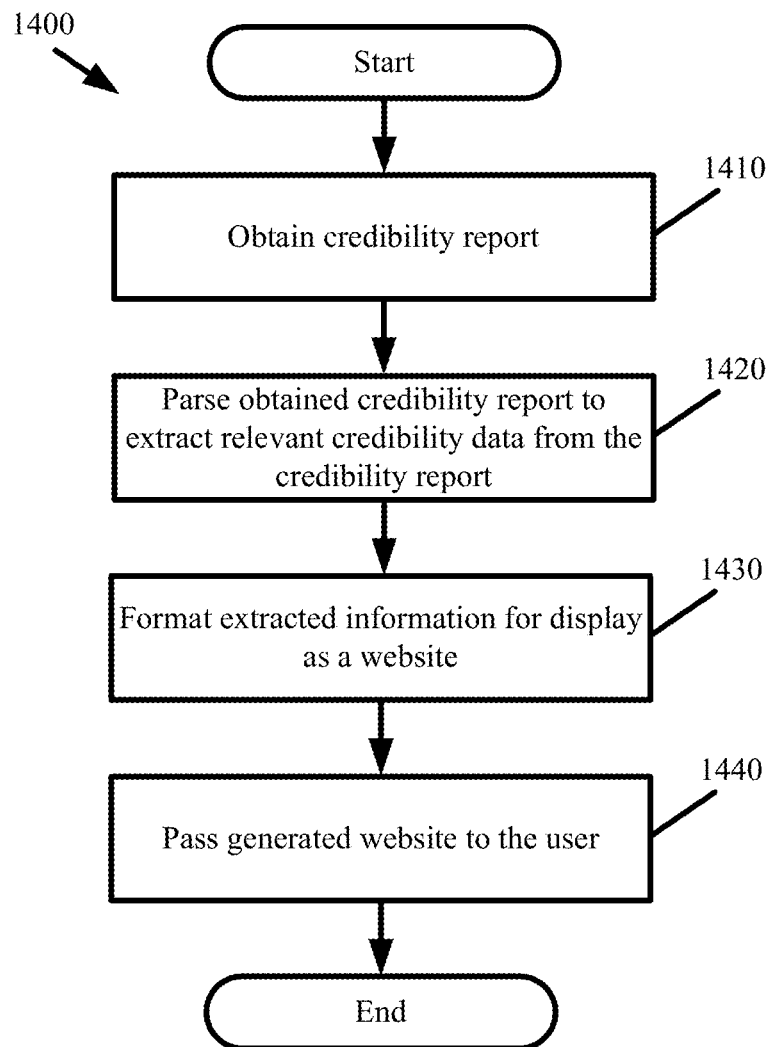 1400
Start
1410
Obtain credibility report
1420
Parse obtained credibility report to
extract relevant credibility data from the
credibility report
1430
Format extracted information for display
as a website
1440
Pass generated website to the user
End